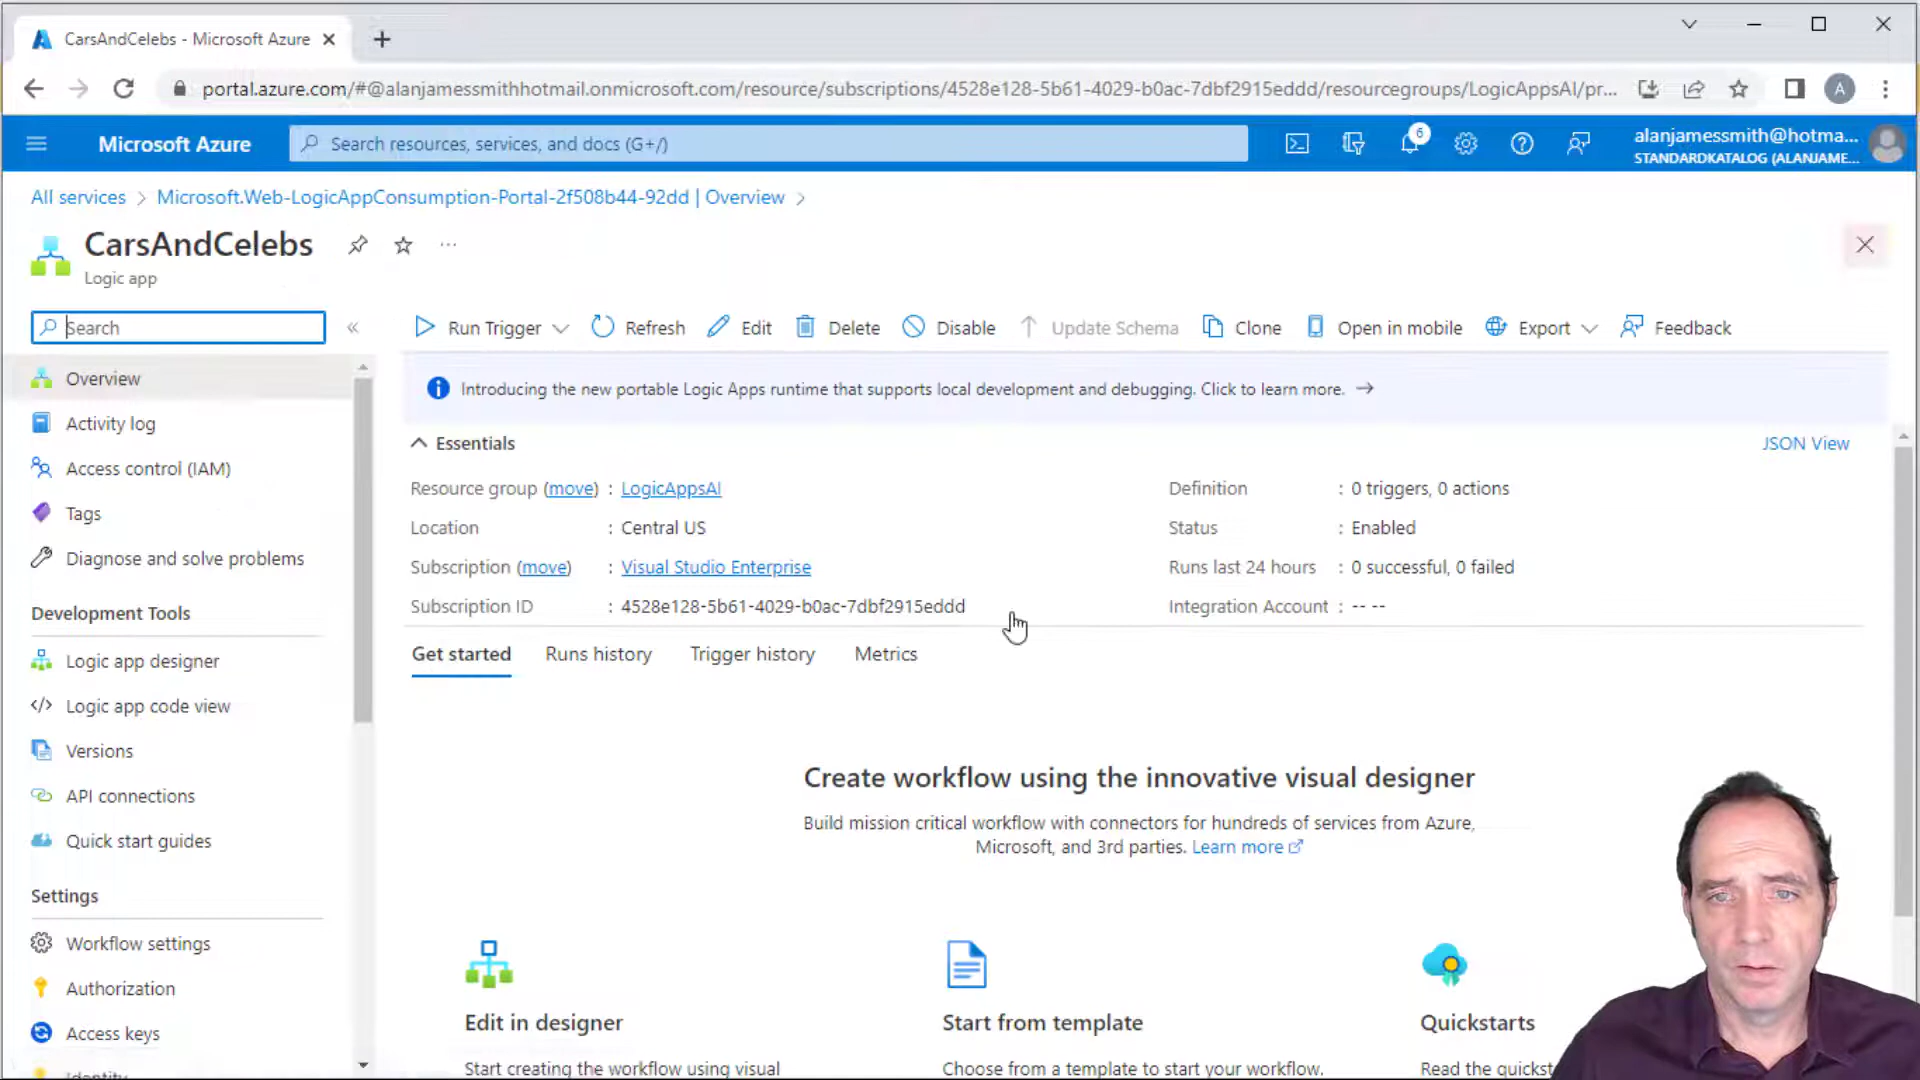 CarsAndCelebs - Microsoft Azure
portal.azure.com/#@alanjamessmithhotmail.onmicrosoft.com/resource/subscriptions/4528e128-5b61-4029-b0ac-7dbf2915eddd/resourcegroups/LogicAppsAI/pr...
A
Microsoft Azure
Search resources, services, and docs (G+/)
6
alanjamessmith@hotma...
STANDARDKATALOG (ALANJAME...
All services > Microsoft.Web-LogicAppConsumption-Portal-2f508b44-92dd | Overview >
CarsAndCelebs
Logic app
Search
«
Run Trigger
Refresh
Edit
Delete
Disable
Update Schema
Clone
Open in mobile
Export
Feedback
Overview
Activity log
Access control (IAM)
Tags
Diagnose and solve problems
Development Tools
Logic app designer
Logic app code view
Versions
API connections
Quick start guides
Settings
Workflow settings
Authorization
Access keys
Identity
Introducing the new portable Logic Apps runtime that supports local development and debugging. Click to learn more. →
Essentials
JSON View
Resource group (move) : LogicAppsAI
Location : Central US
Subscription (move) : Visual Studio Enterprise
Subscription ID : 4528e128-5b61-4029-b0ac-7dbf2915eddd
Definition : 0 triggers, 0 actions
Status : Enabled
Runs last 24 hours : 0 successful, 0 failed
Integration Account : -- --
Get started
Runs history
Trigger history
Metrics
Create workflow using the innovative visual designer
Build mission critical workflow with connectors for hundreds of services from Azure,
Microsoft, and 3rd parties. Learn more
Edit in designer
Start creating the workflow using visual
Start from template
Choose from a template to start your workflow.
Quickstarts
Read the quickst